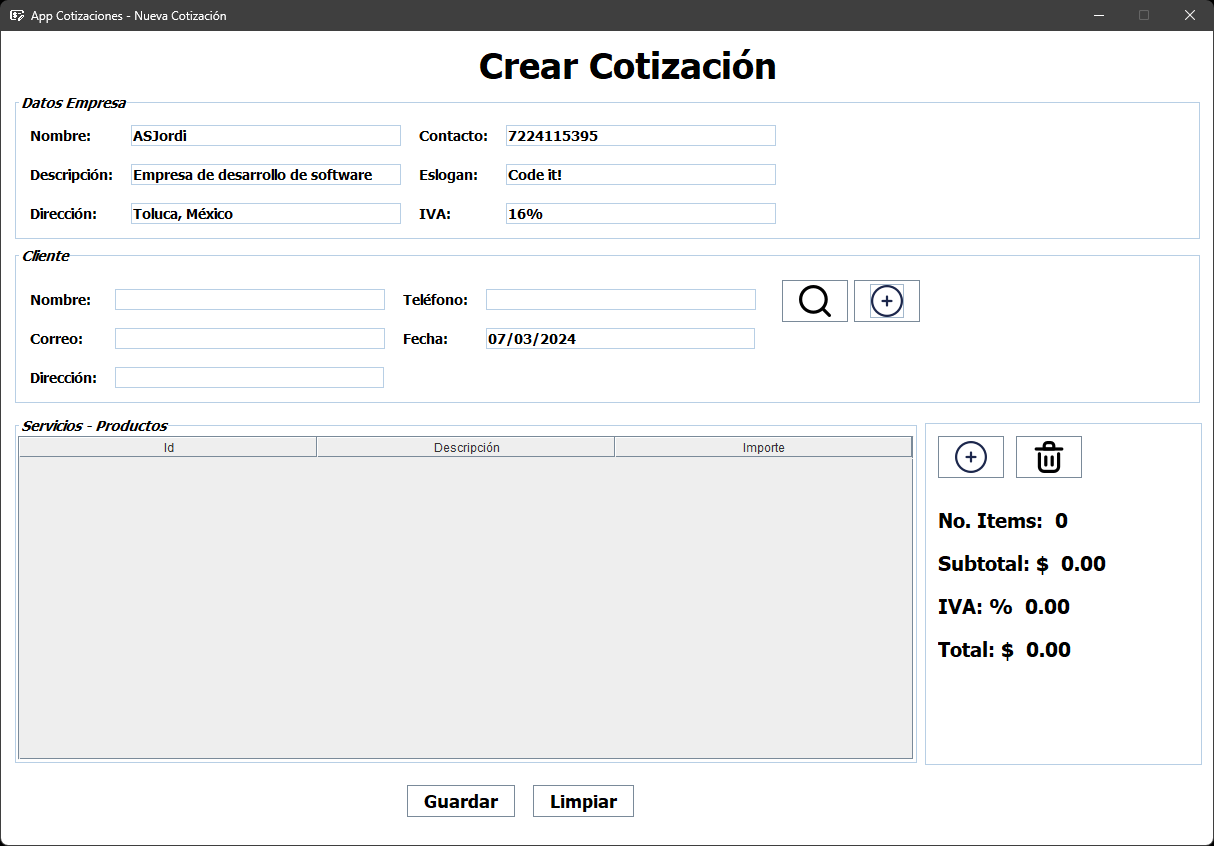 App Cotizaciones - Nueva Cotización
Crear Cotización
Datos Empresa
Nombre: ASJordi Contacto: 7224115395
Descripción: Empresa de desarrollo de software Eslogan: Code it!
Dirección: Toluca, México IVA: 16%
Cliente
Nombre: Teléfono:
Correo: Fecha: 07/03/2024
Dirección:
Servicios - Productos
Id Descripción Importe
No. Items: 0
Subtotal: $ 0.00
IVA: % 0.00
Total: $ 0.00
Guardar Limpiar